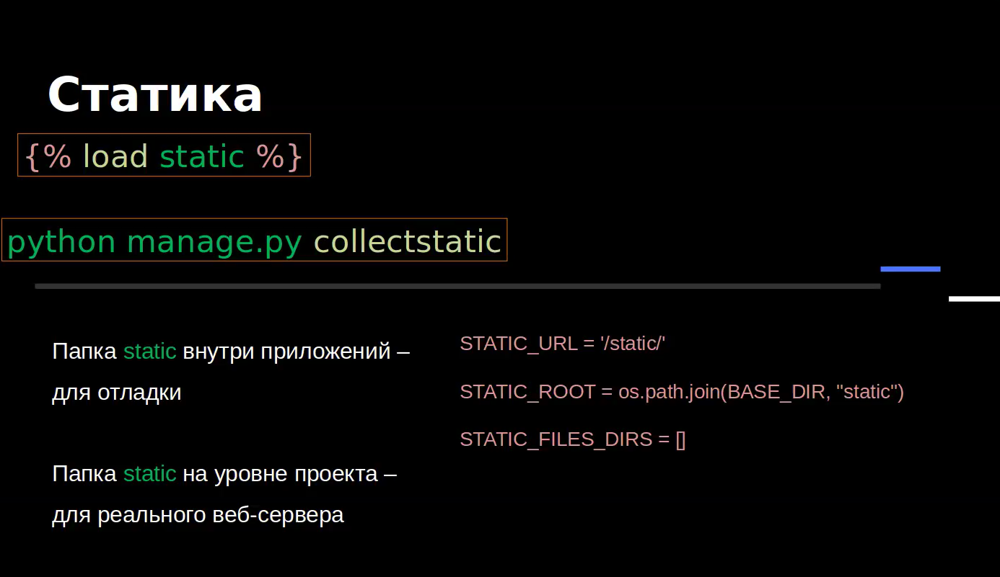 Статика
{% load static %}
python manage.py collectstatic
Папка static внутри приложений –
для отладки
Папка static на уровне проекта –
для реального веб-сервера
STATIC_URL = '/static/'
STATIC_ROOT = os.path.join(BASE_DIR, "static")
STATIC_FILES_DIRS = []